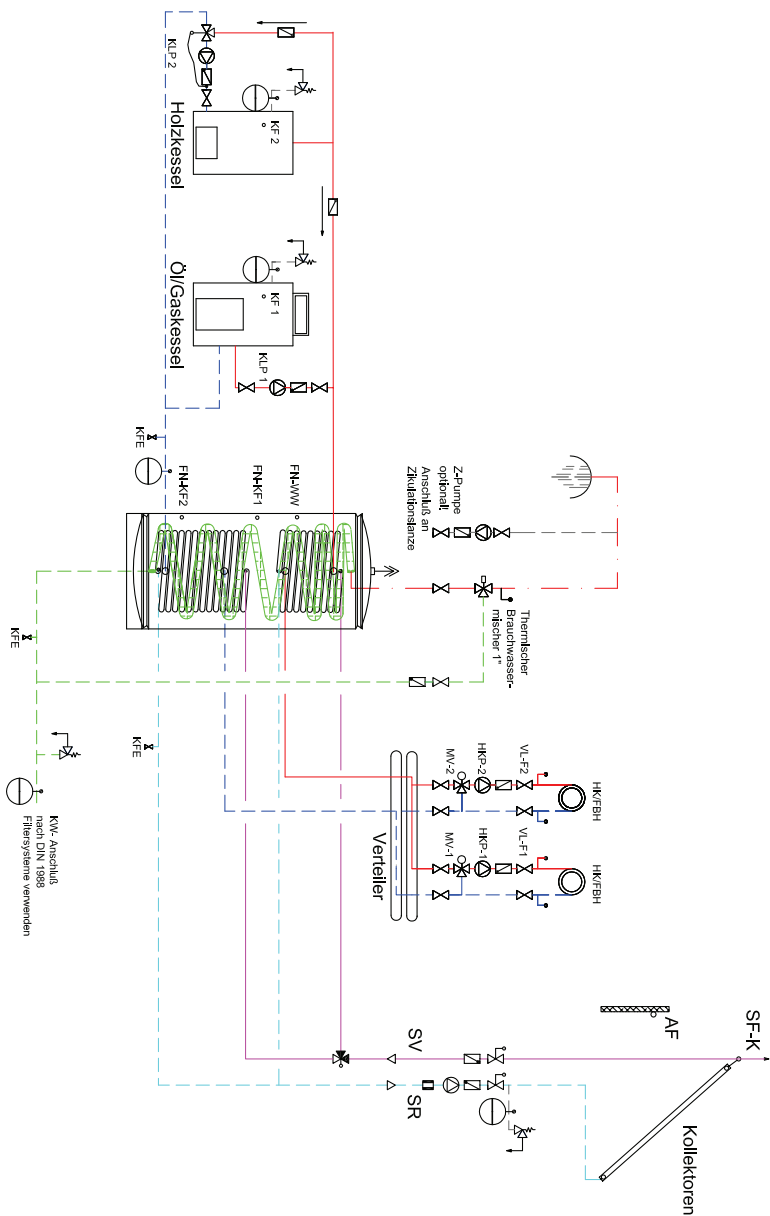 KLP 2
KF 2
Holzkessel
KF 1
Öl/Gaskessel
KLP 1
KFE
FN-KF2
FN-KF1
FN-WW
Z-Pumpe
optional!
Anschluß an
Zikulationslanze
Thermischer
Brauchwasser-
mischer 1"
KFE
KFE
KW- Anschluß
nach DIN 1988
Filtersysteme verwenden
MV-2
HKP-2
VL-F2
HK/FBH
MV-1
HKP-1
VL-F1
HK/FBH
Verteiler
AF
SF-K
SV
SR
Kollektoren